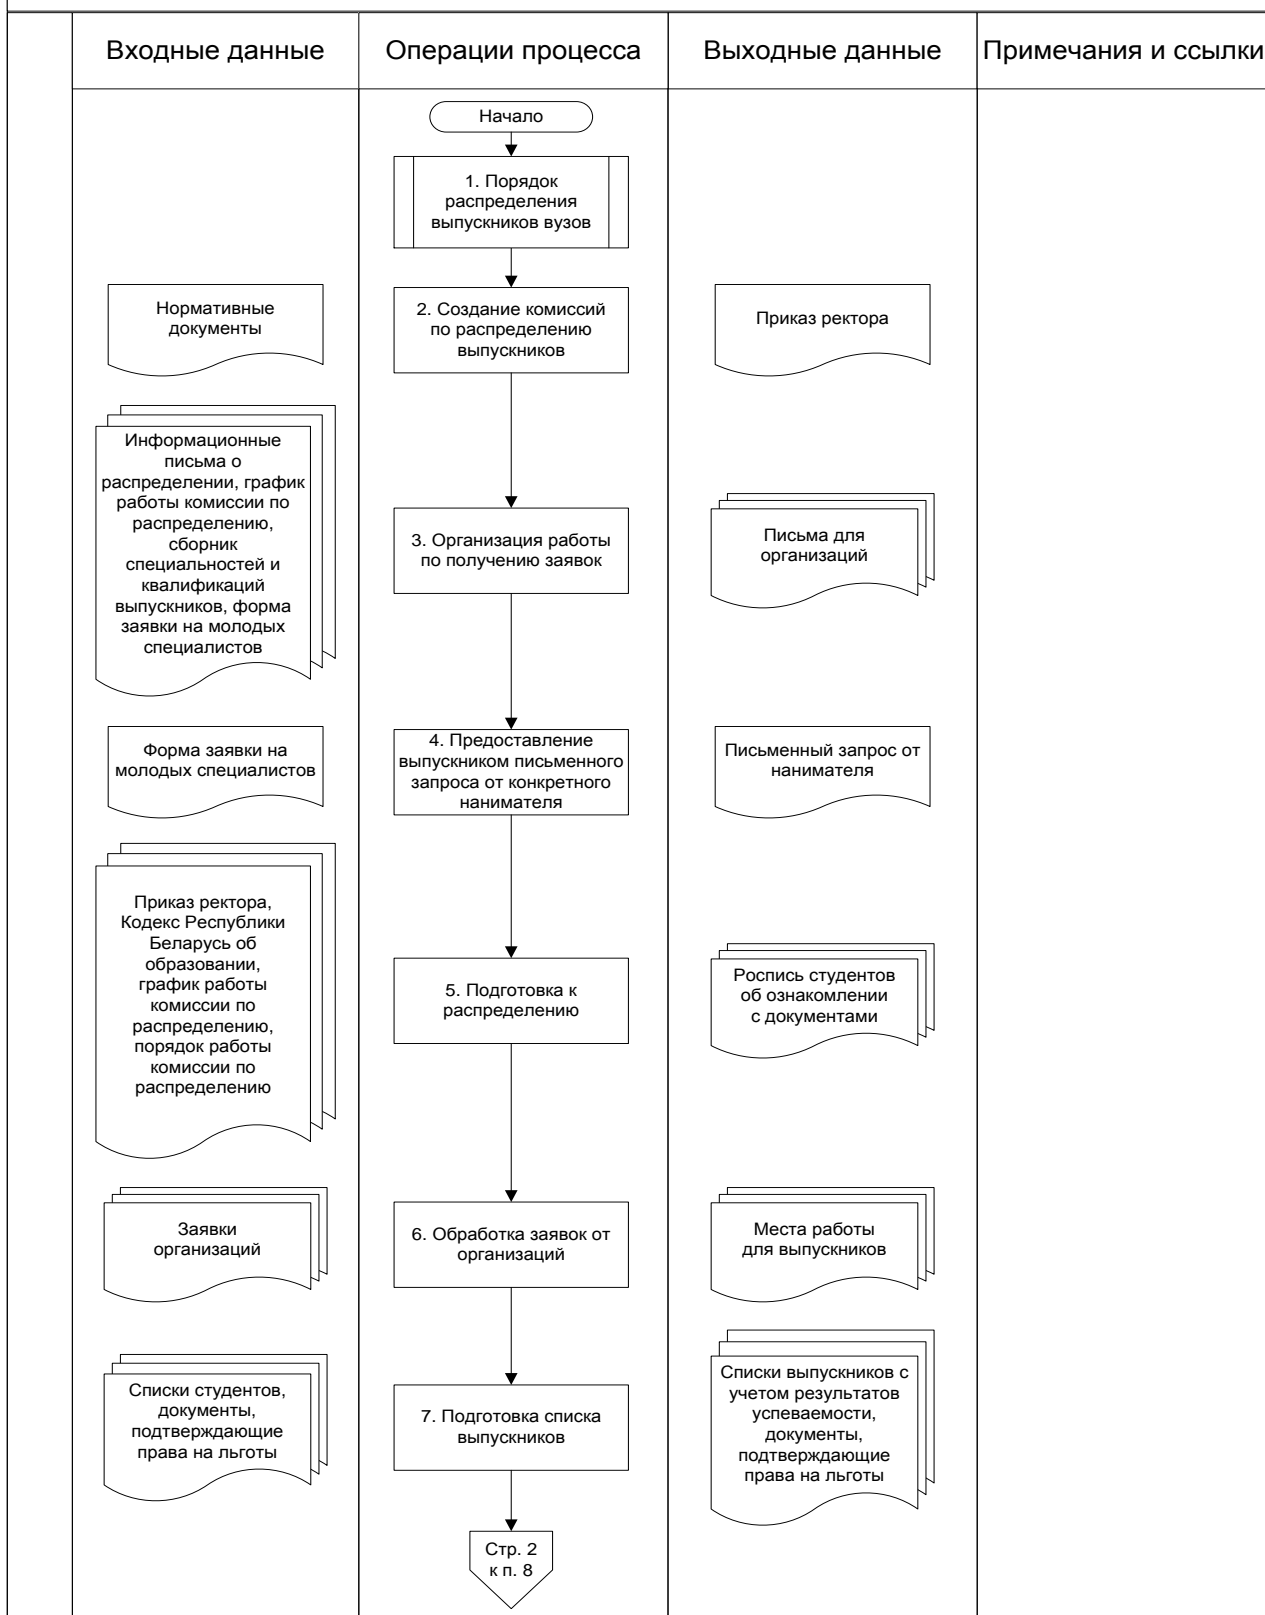 Входные данные
Операции процесса
Выходные данные
Примечания и ссылки
Начало
1. Порядок
распределения
выпускников вузов
Нормативные
документы
2. Создание комиссий
по распределению
выпускников
Приказ ректора
Информационные
письма о
распределении, график
работы комиссии по
распределению,
сборник
специальностей и
квалификаций
выпускников, форма
заявки на молодых
специалистов
3. Организация работы
по получению заявок
Письма для
организаций
Форма заявки на
молодых специалистов
4. Предоставление
выпускником письменного
запроса от конкретного
нанимателя
Письменный запрос от
нанимателя
Приказ ректора,
Кодекс Республики
Беларусь об
образовании,
график работы
комиссии по
распределению,
порядок работы
комиссии по
распределению
5. Подготовка к
распределению
Роспись студентов
об ознакомлении
с документами
Заявки
организаций
6. Обработка заявок от
организаций
Места работы
для выпускников
Списки студентов,
документы,
подтверждающие
права на льготы
7. Подготовка списка
выпускников
Списки выпускников с
учетом результатов
успеваемости,
документы,
подтверждающие
права на льготы
Стр. 2
к п. 8